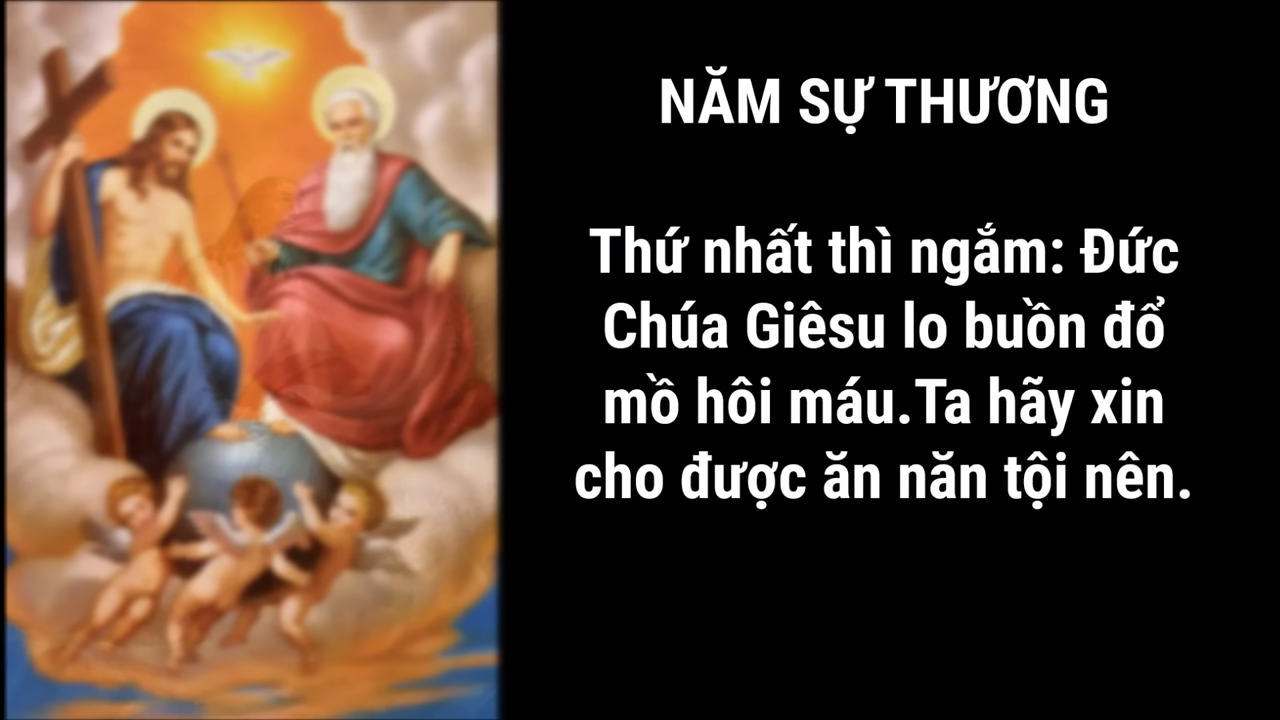 NĂM SỰ THƯƠNG
Thứ nhất thì ngắm: Đức
Chúa Giêsu lo buồn đổ
mồ hôi máu.Ta hãy xin
cho được ăn năn tội nên.